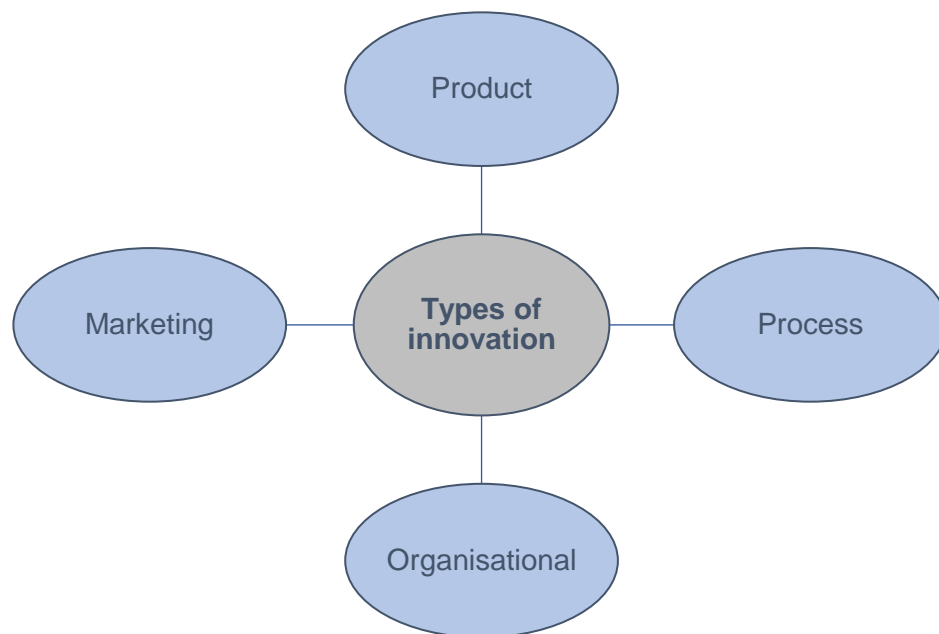 Product
Marketing
Types of
innovation
Process
Organisational